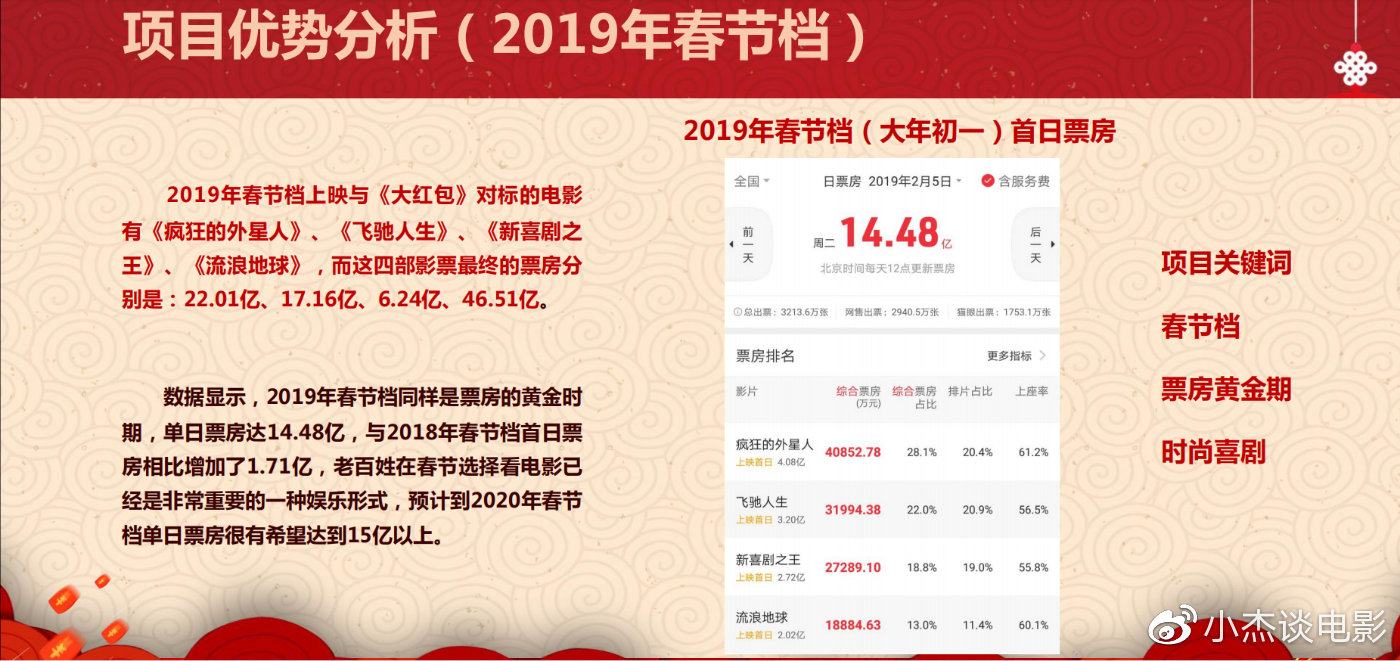 项目优势分析（2019年春节档）
2019年春节档上映与《大红包》对标的电影
有《疯狂的外星人》、《飞驰人生》、《新喜剧之
王》、《流浪地球》，而这四部影票最终的票房分
别是：22.01亿、17.16亿、6.24亿、46.51亿。
数据显示，2019年春节档同样是票房的黄金时
期，单日票房达14.48亿，与2018年春节档首日票
房相比增加了1.71亿，老百姓在春节选择看电影已
经是非常重要的一种娱乐形式，预计到2020年春节
档单日票房很有希望达到15亿以上。
2019年春节档（大年初一）首日票房
全国 日票房 2019年2月5日 含服务费
前一天 周二 14.48亿 后一天
北京时间每天12点更新票房
总出票：3213.6万张 网售出票：2940.5万张 猫眼出票：1753.1万张
票房排名 更多指标
影片 综合票房 综合票房 排片占比 上座率
(万元) 占比
疯狂的外星人 40852.78 28.1% 20.4% 61.2%
上映首日 4.08亿
飞驰人生 31994.38 22.0% 20.9% 56.5%
上映首日 3.20亿
新喜剧之王 27289.10 18.8% 19.0% 55.8%
上映首日 2.72亿
流浪地球 18884.63 13.0% 11.4% 60.1%
上映首日 2.02亿
项目关键词
春节档
票房黄金期
时尚喜剧
小杰谈电影